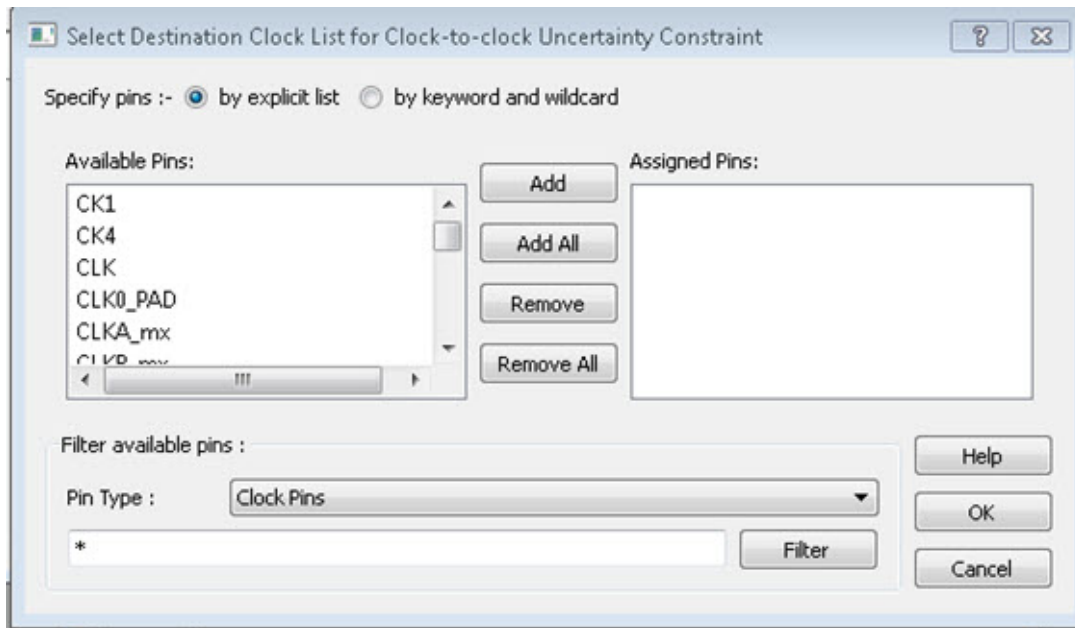 Select Destination Clock List for Clock-to-clock Uncertainty Constraint
Specify pins :- by explicit list by keyword and wildcard
Available Pins:
CK1
CK4
CLK
CLK0_PAD
CLKA_mx
Add
Add All
Remove
Remove All
Assigned Pins:
Filter available pins :
Pin Type : Clock Pins
*
Filter
Help
OK
Cancel